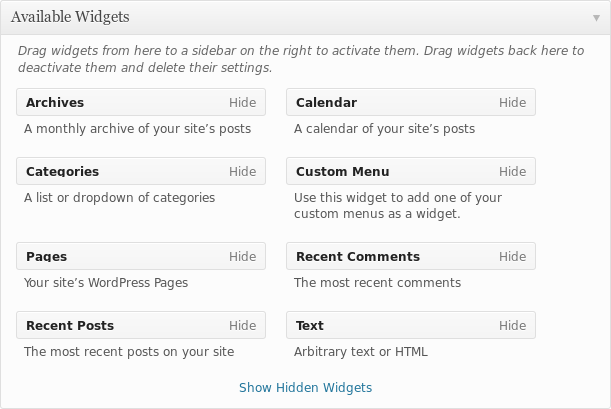 Available Widgets
Drag widgets from here to a sidebar on the right to activate them. Drag widgets back here to
deactivate them and delete their settings.
Archives Hide
A monthly archive of your site’s posts
Calendar Hide
A calendar of your site’s posts
Categories Hide
A list or dropdown of categories
Custom Menu Hide
Use this widget to add one of your
custom menus as a widget.
Pages Hide
Your site’s WordPress Pages
Recent Comments Hide
The most recent comments
Recent Posts Hide
The most recent posts on your site
Text Hide
Arbitrary text or HTML
Show Hidden Widgets